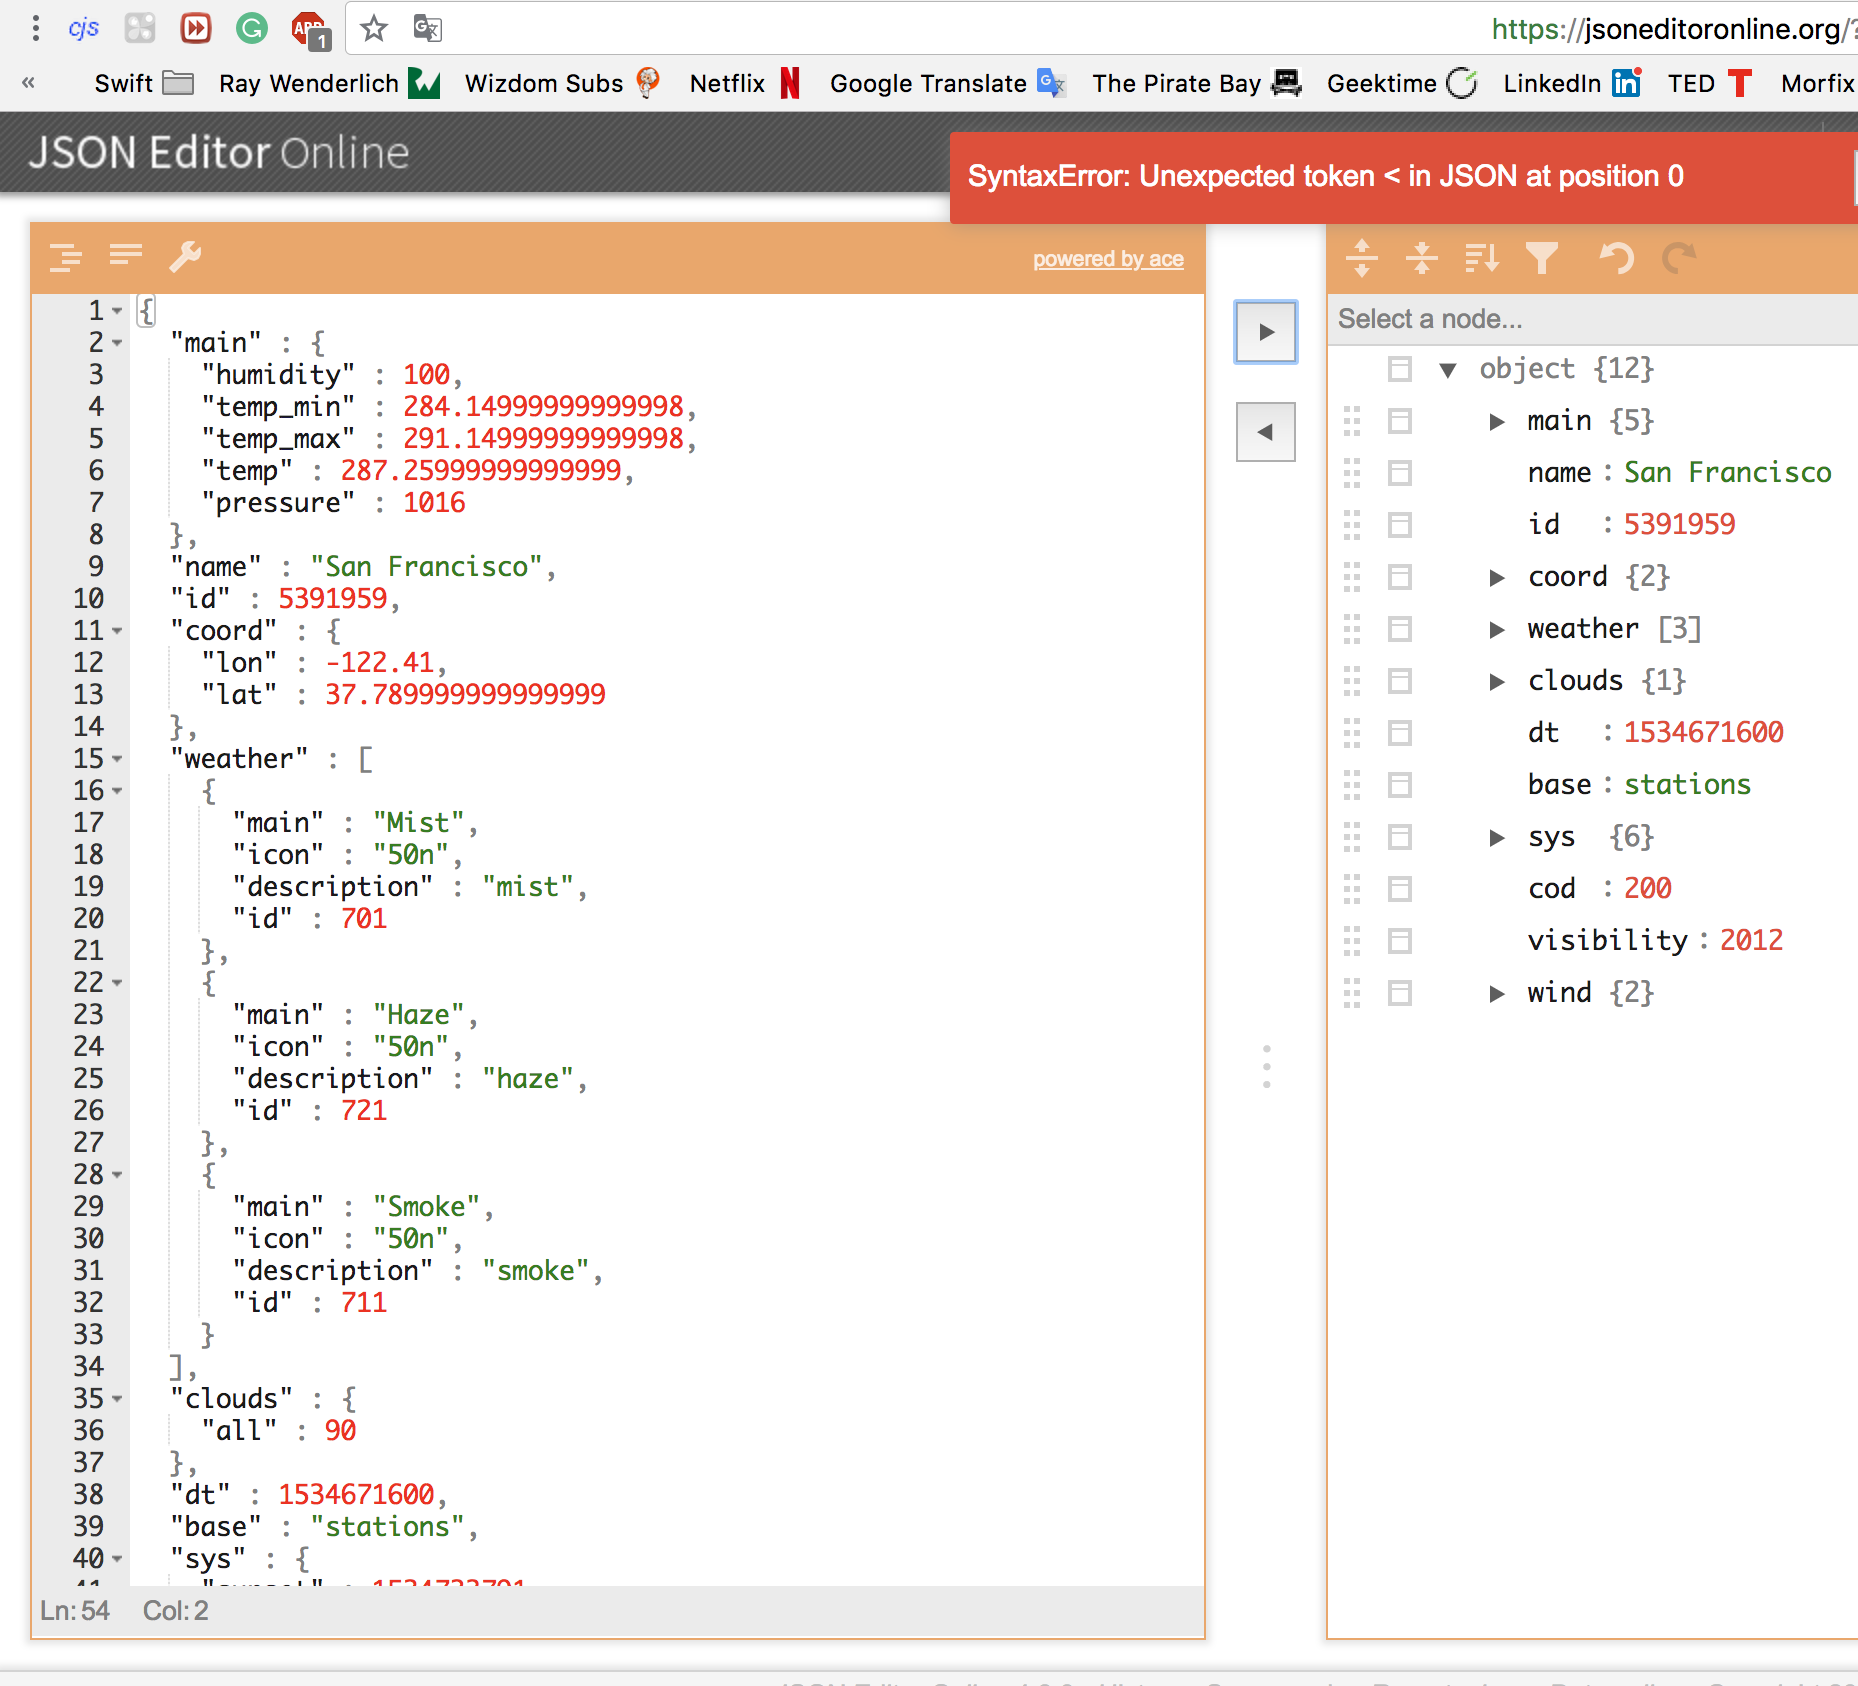 cjs
ABP
1
https://jsoneditoronline.org/?
« Swift Ray Wenderlich Wizdom Subs Netflix Google Translate The Pirate Bay Geektime LinkedIn TED Morfix
JSON Editor Online
SyntaxError: Unexpected token < in JSON at position 0
powered by ace
1 {
2 "main" : {
3 "humidity" : 100,
4 "temp_min" : 284.14999999999998,
5 "temp_max" : 291.14999999999998,
6 "temp" : 287.25999999999999,
7 "pressure" : 1016
8 },
9 "name" : "San Francisco",
10 "id" : 5391959,
11 "coord" : {
12 "lon" : -122.41,
13 "lat" : 37.789999999999999
14 },
15 "weather" : [
16 {
17 "main" : "Mist",
18 "icon" : "50n",
19 "description" : "mist",
20 "id" : 701
21 },
22 {
23 "main" : "Haze",
24 "icon" : "50n",
25 "description" : "haze",
26 "id" : 721
27 },
28 {
29 "main" : "Smoke",
30 "icon" : "50n",
31 "description" : "smoke",
32 "id" : 711
33 }
34 ],
35 "clouds" : {
36 "all" : 90
37 },
38 "dt" : 1534671600,
39 "base" : "stations",
40 "sys" : {
Ln: 54 Col: 2
Select a node...
object {12}
main {5}
name : San Francisco
id : 5391959
coord {2}
weather [3]
clouds {1}
dt : 1534671600
base : stations
sys {6}
cod : 200
visibility : 2012
wind {2}